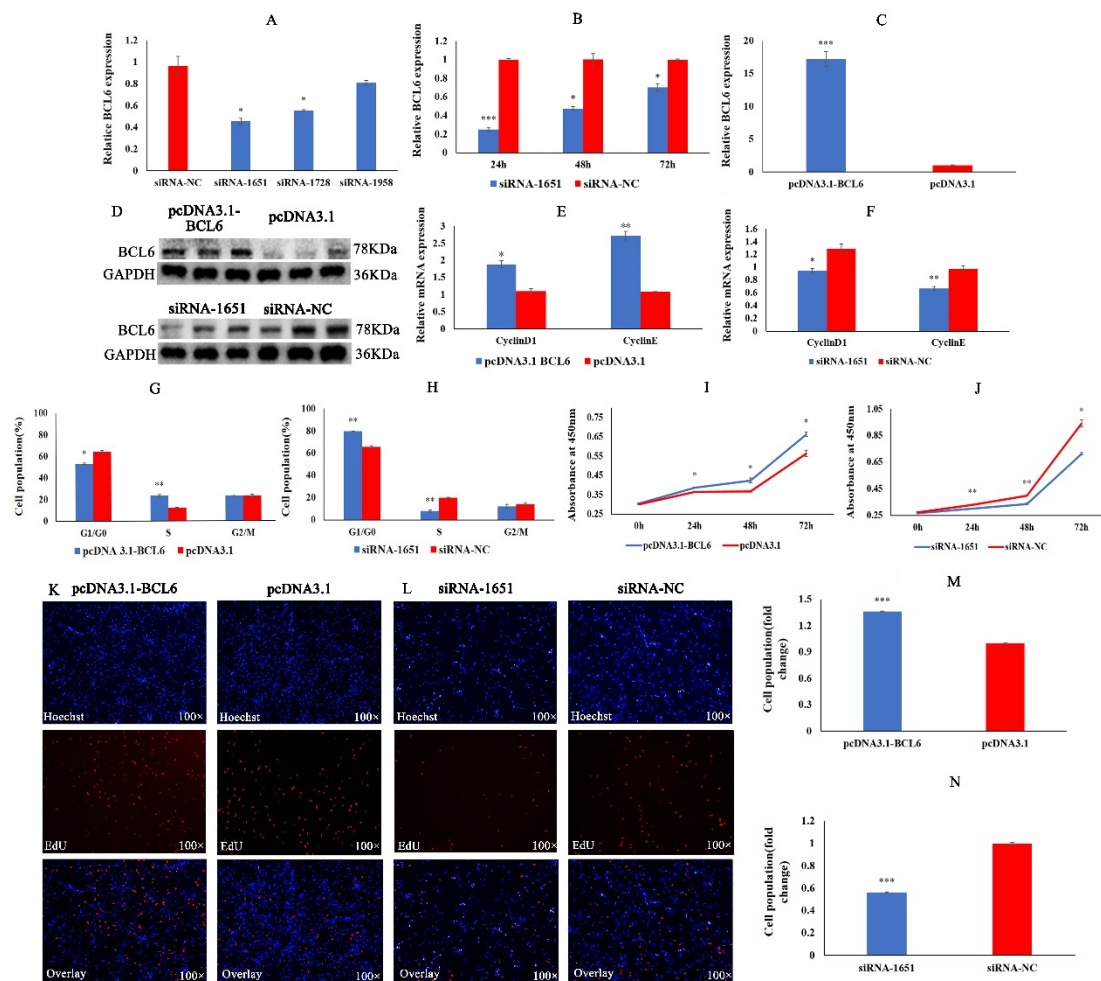 A
Relatice BCL6 expression
1.2
1
0.8
0.6
0.4
0.2
0
*
*
siRNA-NC
siRNA-1651
siRNA-1728
siRNA-1958
B
Relative BCL6 expression
1.4
1.2
1
0.8
0.6
0.4
0.2
0
***
*
*
24h
48h
72h
siRNA-1651
siRNA-NC
C
Relative BCL6 expression
20
15
10
5
0
***
pcDNA3.1-BCL6
pcDNA3.1
D
pcDNA3.1-
BCL6
pcDNA3.1
BCL6
78KDa
GAPDH
36KDa
siRNA-1651
siRNA-NC
BCL6
78KDa
GAPDH
36KDa
E
Relative mRNA expression
3
2.5
2
1.5
1
0.5
0
*
**
CyclinD1
CyclinE
pcDNA3.1 BCL6
pcDNA3.1
F
Relative mRNA expression
1.6
1.4
1.2
1
0.8
0.6
0.4
0.2
0
*
**
CyclinD1
CyclinE
siRNA-1651
siRNA-NC
G
Cell population(%)
100
80
60
40
20
0
*
**
G1/G0
S
G2/M
pcDNA 3.1-BCL6
pcDNA3.1
H
Cell population(%)
100
80
60
40
20
0
**
**
G1/G0
S
G2/M
siRNA-1651
siRNA-NC
I
Absorbance at 450nm
0.75
0.65
0.55
0.45
0.35
0.25
*
*
*
0h
24h
48h
72h
pcDNA3.1-BCL6
pcDNA3.1
J
Absorbance at 450nm
1.05
0.85
0.65
0.45
0.25
**
**
*
0h
24h
48h
72h
siRNA-1651
siRNA-NC
K
pcDNA3.1-BCL6
pcDNA3.1
L
siRNA-1651
siRNA-NC
Hoechst
100×
Hoechst
100×
Hoechst
100×
Hoechst
100×
EdU
100×
EdU
100×
EdU
100×
EdU
100×
Overlay
100×
Overlay
100×
Overlay
100×
Overlay
100×
M
Cell population(fold
change)
1.5
1.2
0.9
0.6
0.3
0
***
pcDNA3.1-BCL6
pcDNA3.1
N
Cell population(fold
change)
1.2
1
0.8
0.6
0.4
0.2
0
***
siRNA-1651
siRNA-NC